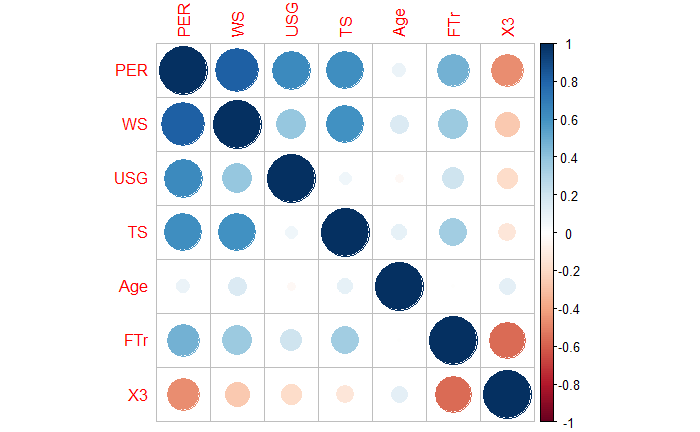 PER WS USG TS Age FTr X3
PER
WS
USG
TS
Age
FTr
X3
1
0.8
0.6
0.4
0.2
0
-0.2
-0.4
-0.6
-0.8
-1